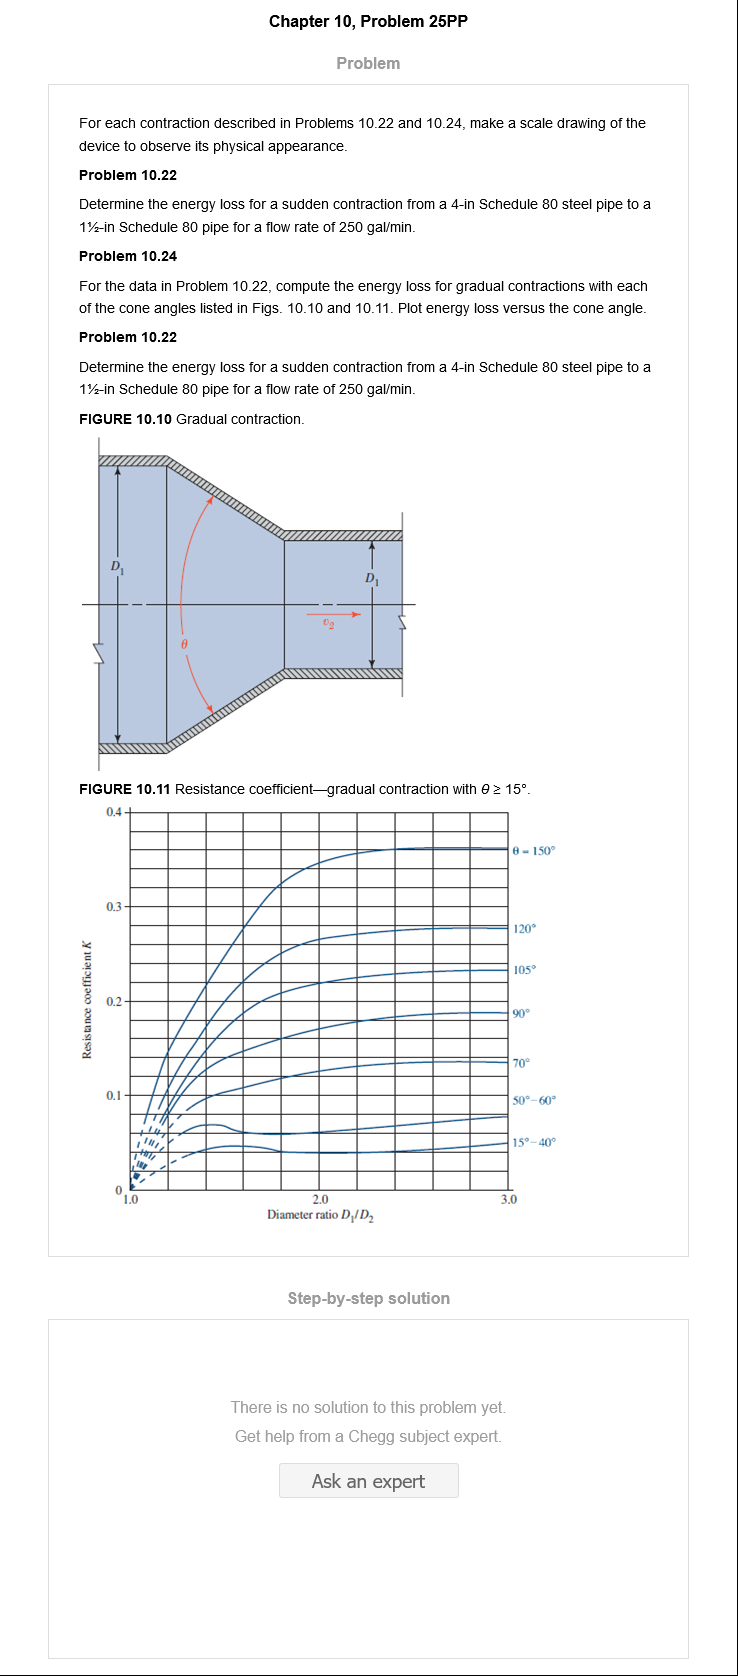 Chapter 10, Problem 25PP
Problem
For each contraction described in Problems 10.22 and 10.24, make a scale drawing of the
device to observe its physical appearance.
Problem 10.22
Determine the energy loss for a sudden contraction from a 4-in Schedule 80 steel pipe to a
1½-in Schedule 80 pipe for a flow rate of 250 gal/min.
Problem 10.24
For the data in Problem 10.22, compute the energy loss for gradual contractions with each
of the cone angles listed in Figs. 10.10 and 10.11. Plot energy loss versus the cone angle.
Problem 10.22
Determine the energy loss for a sudden contraction from a 4-in Schedule 80 steel pipe to a
1½-in Schedule 80 pipe for a flow rate of 250 gal/min.
FIGURE 10.10 Gradual contraction.
D₁
D₁
v₂
θ
FIGURE 10.11 Resistance coefficient—gradual contraction with θ ≥ 15°.
0.4
θ = 150°
0.3
120°
105°
0.2
90°
70°
0.1
50°–60°
15°–40°
0
1.0
2.0
3.0
Resistance coefficient K
Diameter ratio D₁/D₂
Step-by-step solution
There is no solution to this problem yet.
Get help from a Chegg subject expert.
Ask an expert